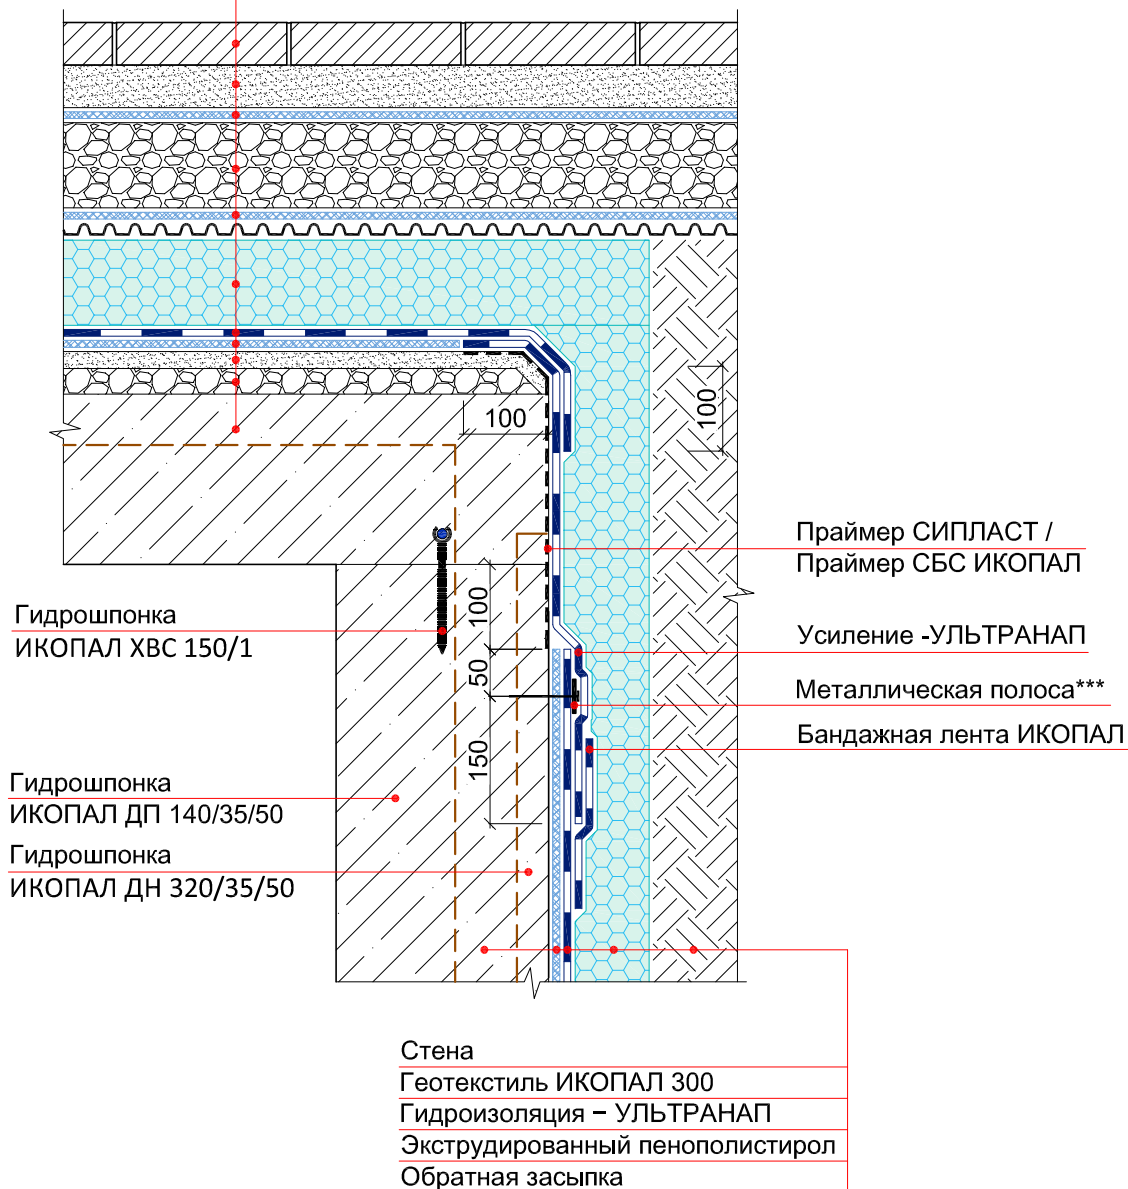 100
100
Праймер СИПЛАСТ /
Праймер СБС ИКОПАЛ
Гидрошпонка
ИКОПАЛ ХВС 150/1
100
Усиление -УЛЬТРАНАП
50
Металлическая полоса***
Бандажная лента ИКОПАЛ
150
Гидрошпонка
ИКОПАЛ ДП 140/35/50
Гидрошпонка
ИКОПАЛ ДН 320/35/50
Стена
Геотекстиль ИКОПАЛ 300
Гидроизоляция – УЛЬТРАНАП
Экструдированный пенополистирол
Обратная засыпка